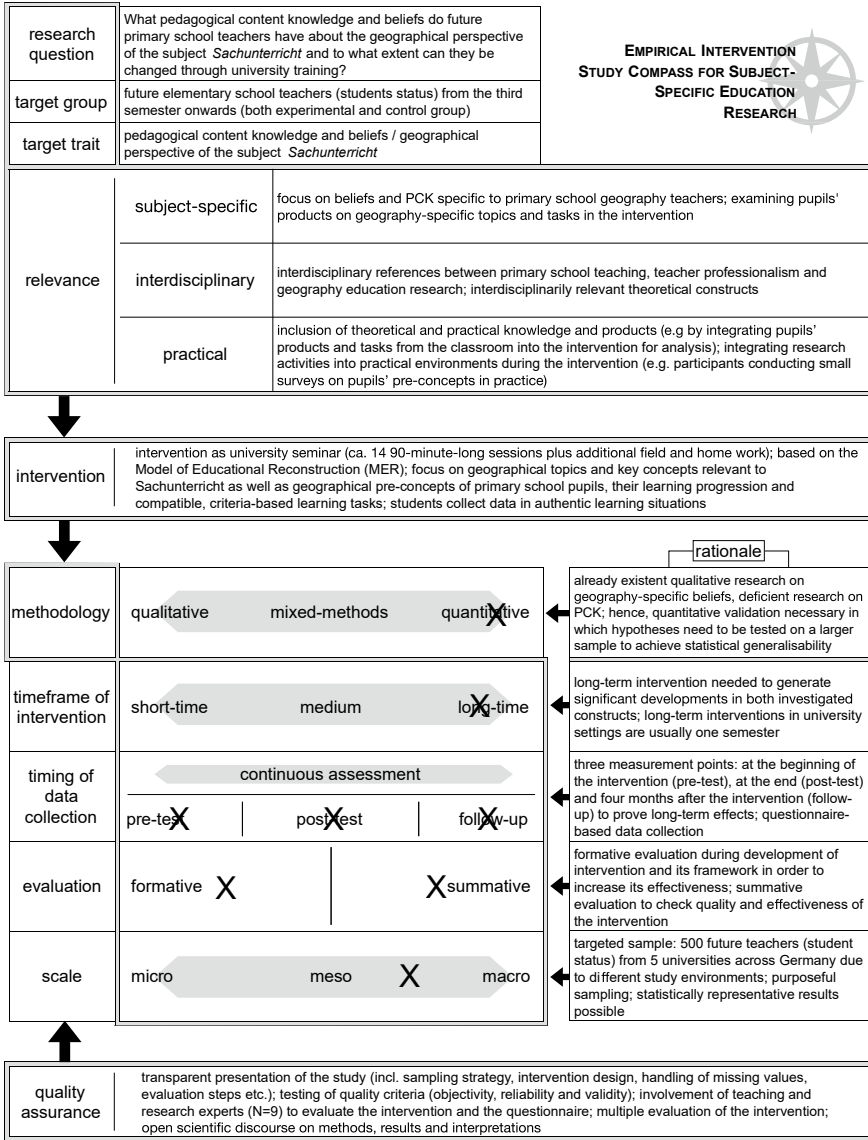 research
question
What pedagogical content knowledge and beliefs do future
primary school teachers have about the geographical perspective
of the subject Sachunterricht and to what extent can they be
changed through university training?
target group
future elementary school teachers (students status) from the third
semester onwards (both experimental and control group)
target trait
pedagogical content knowledge and beliefs / geographical
perspective of the subject Sachunterricht
EMPIRICAL INTERVENTION
STUDY COMPASS FOR SUBJECT-
SPECIFIC EDUCATION
RESEARCH
relevance
subject-specific
focus on beliefs and PCK specific to primary school geography teachers; examining pupils'
products on geography-specific topics and tasks in the intervention
interdisciplinary
interdisciplinary references between primary school teaching, teacher professionalism and
geography education research; interdisciplinarily relevant theoretical constructs
practical
inclusion of theoretical and practical knowledge and products (e.g by integrating pupils'
products and tasks from the classroom into the intervention for analysis); integrating research
activities into practical environments during the intervention (e.g. participants conducting small
surveys on pupils' pre-concepts in practice)
intervention
intervention as university seminar (ca. 14 90-minute-long sessions plus additional field and home work); based on the
Model of Educational Reconstruction (MER); focus on geographical topics and key concepts relevant to
Sachunterricht as well as geographical pre-concepts of primary school pupils, their learning progression and
compatible, criteria-based learning tasks; students collect data in authentic learning situations
rationale
methodology
qualitative mixed-methods quantitative
X
already existent qualitative research on
geography-specific beliefs, deficient research on
PCK; hence, quantitative validation necessary in
which hypotheses need to be tested on a larger
sample to achieve statistical generalisability
timeframe of
intervention
short-time medium long-time
X
long-term intervention needed to generate
significant developments in both investigated
constructs; long-term interventions in university
settings are usually one semester
timing of
data
collection
continuous assessment
pre-test post-test follow-up
X X X
three measurement points: at the beginning of
the intervention (pre-test), at the end (post-test)
and four months after the intervention (follow-
up) to prove long-term effects; questionnaire-
based data collection
evaluation
formative X X summative
formative evaluation during development of
intervention and its framework in order to
increase its effectiveness; summative
evaluation to check quality and effectiveness of
the intervention
scale
micro meso X macro
targeted sample: 500 future teachers (student
status) from 5 universities across Germany due
to different study environments; purposeful
sampling; statistically representative results
possible
quality
assurance
transparent presentation of the study (incl. sampling strategy, intervention design, handling of missing values,
evaluation steps etc.); testing of quality criteria (objectivity, reliability and validity); involvement of teaching and
research experts (N=9) to evaluate the intervention and the questionnaire; multiple evaluation of the intervention;
open scientific discourse on methods, results and interpretations